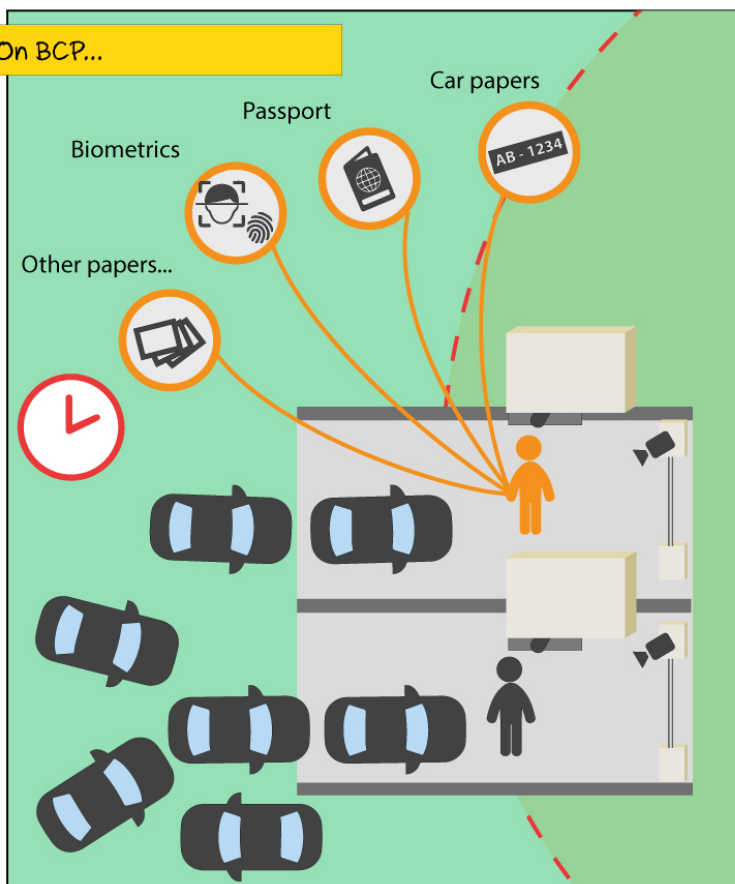 On BCP...
Car papers
Passport
AB - 1234
Biometrics
Other papers...